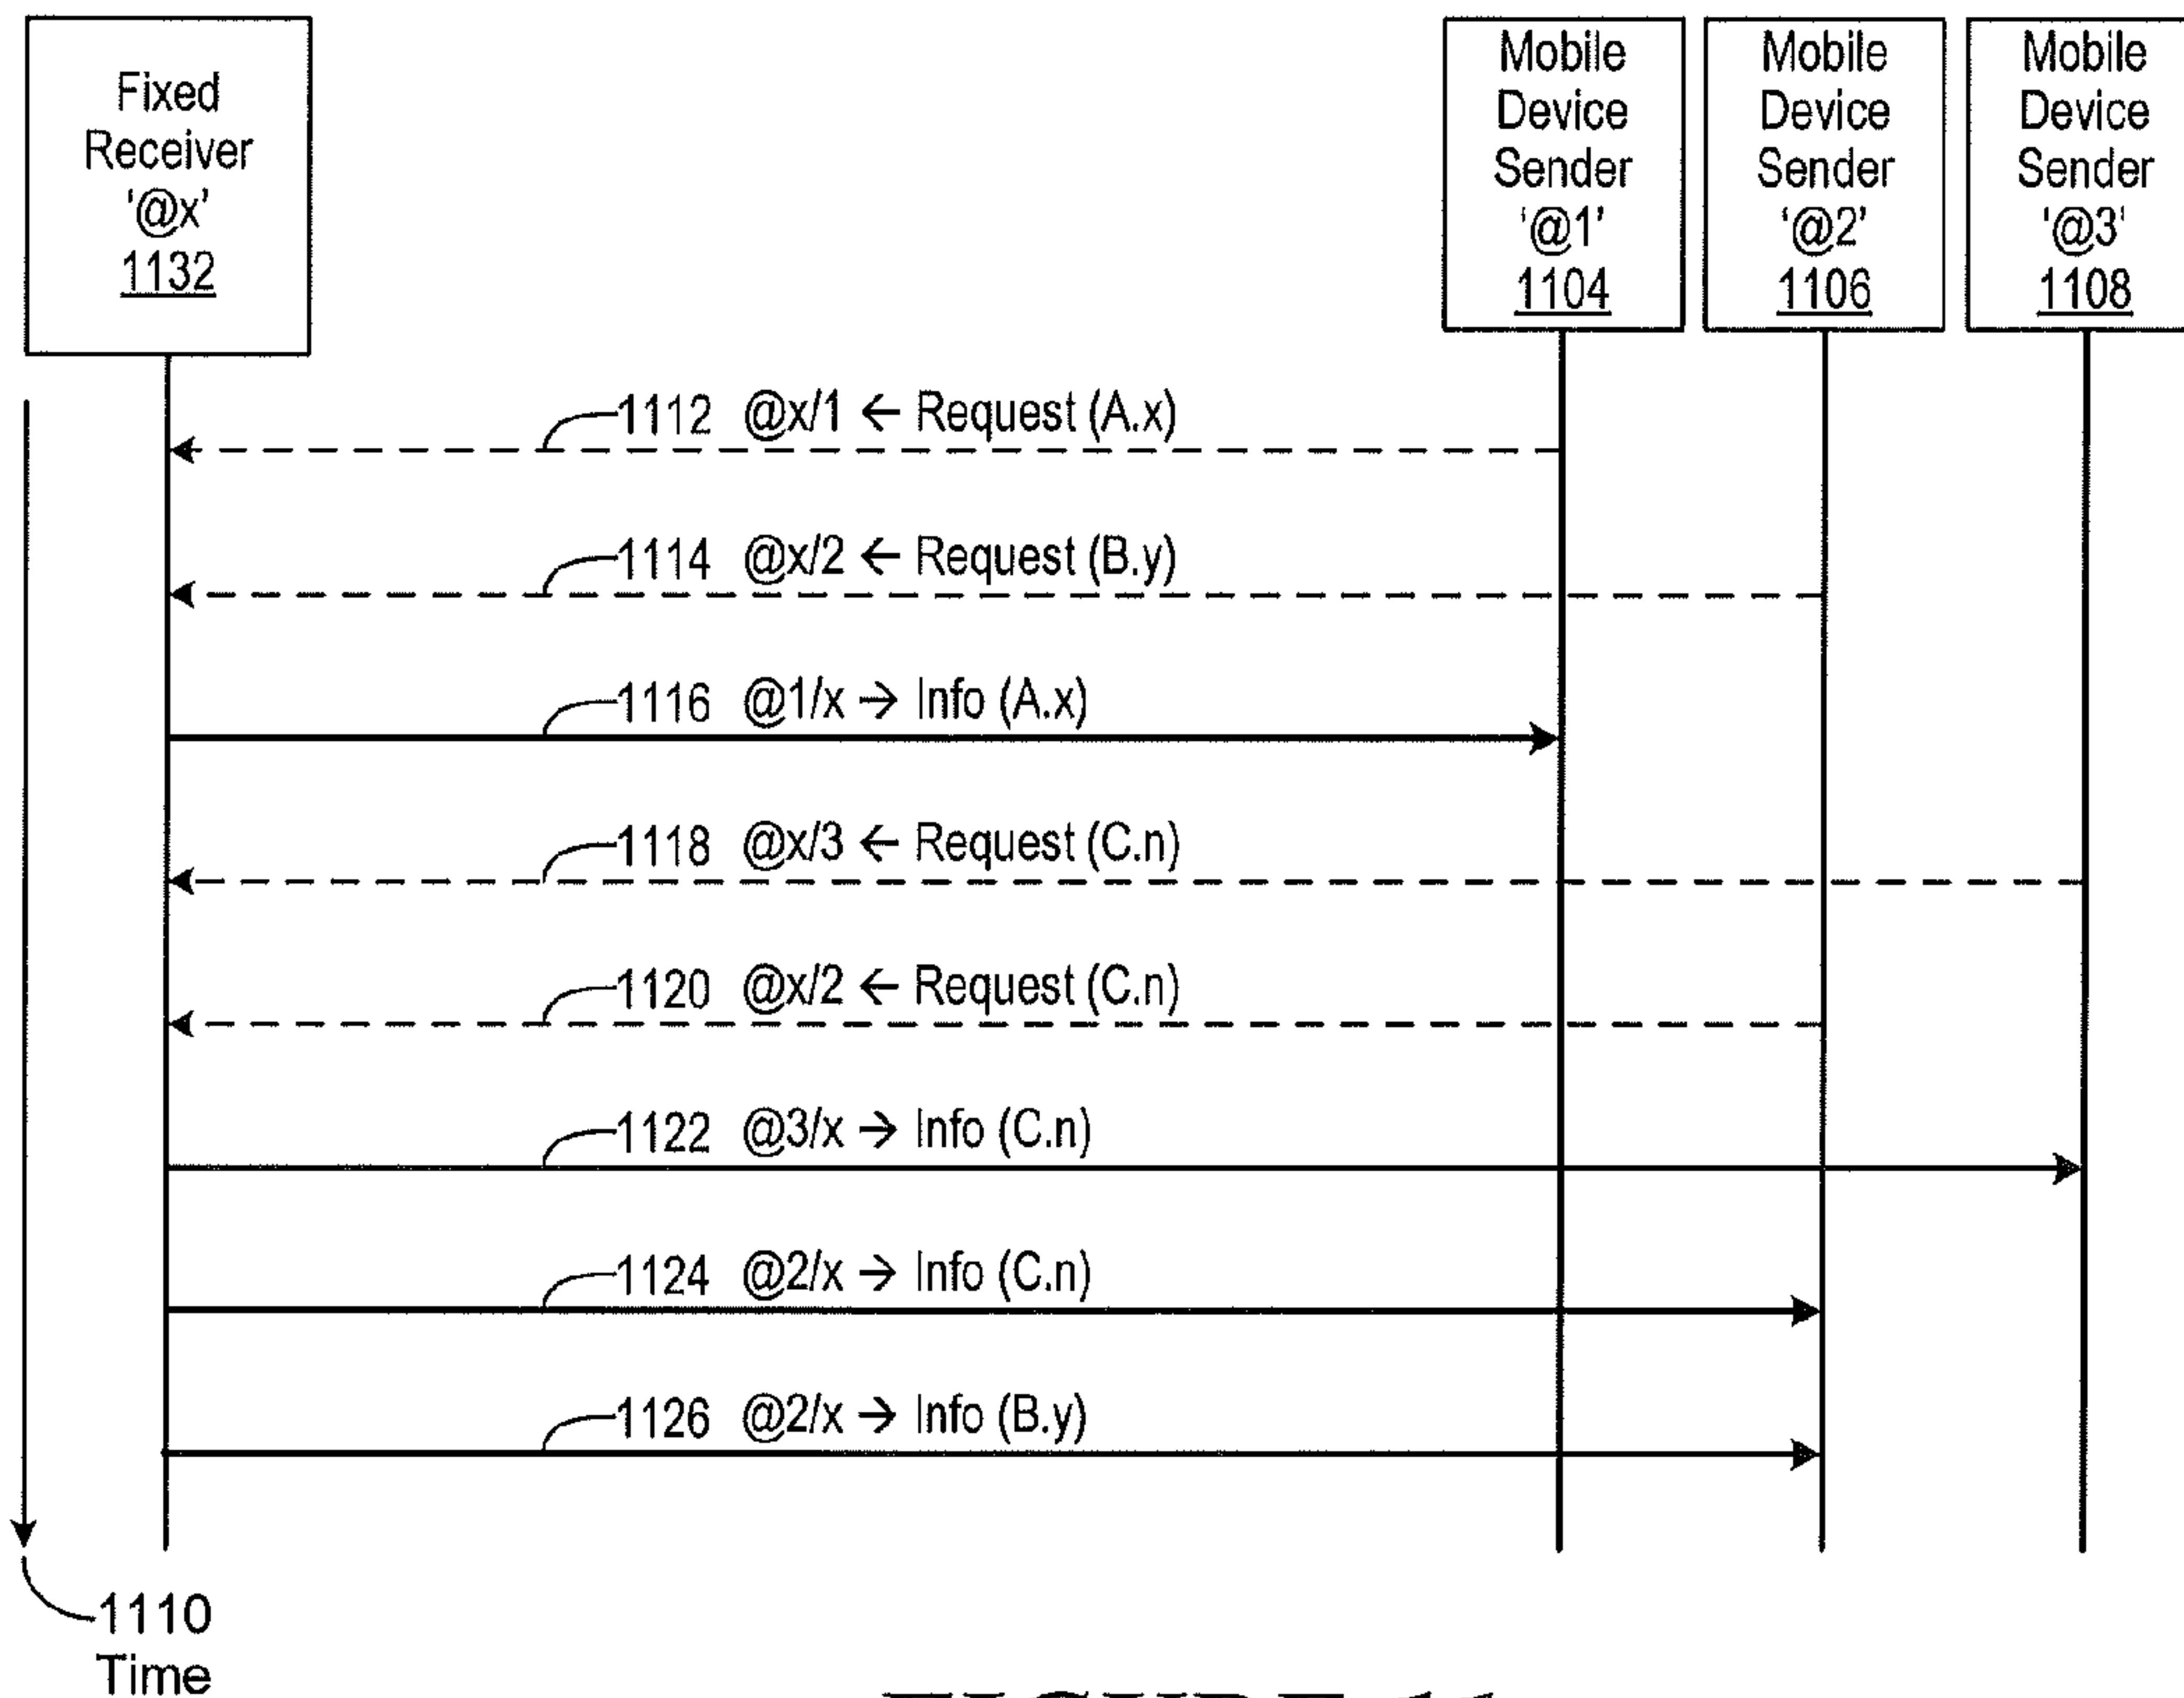 Fixed
Receiver
'@x'
1132
Mobile
Device
Sender
'@1'
1104
Mobile
Device
Sender
'@2'
1106
Mobile
Device
Sender
'@3'
1108
1112 @x/1 ← Request (A.x)
1114 @x/2 ← Request (B.y)
1116 @1/x → Info (A.x)
1118 @x/3 ← Request (C.n)
1120 @x/2 ← Request (C.n)
1122 @3/x → Info (C.n)
1124 @2/x → Info (C.n)
1126 @2/x → Info (B.y)
1110
Time